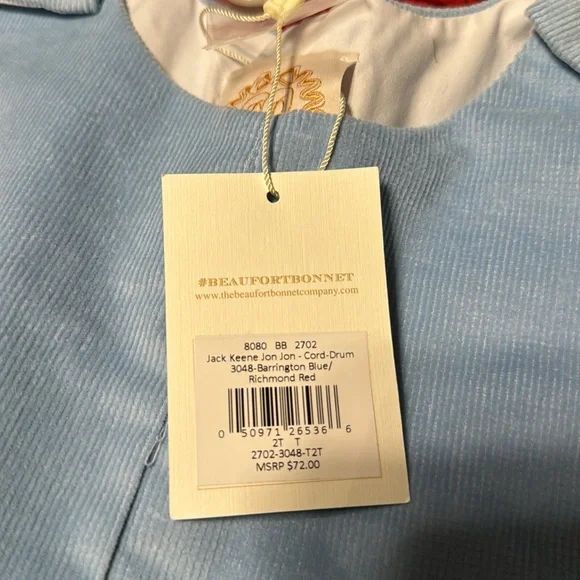 #BEAUFORTBONNET
www.thebeaufortbonnetcompany.com
8080 BB 2702
Jack Keene Jon Jon - Cord-Drum
3048-Barrington Blue/
Richmond Red
0 50971 26536 6
2T T
2702-3048-T2T
MSRP $72.00